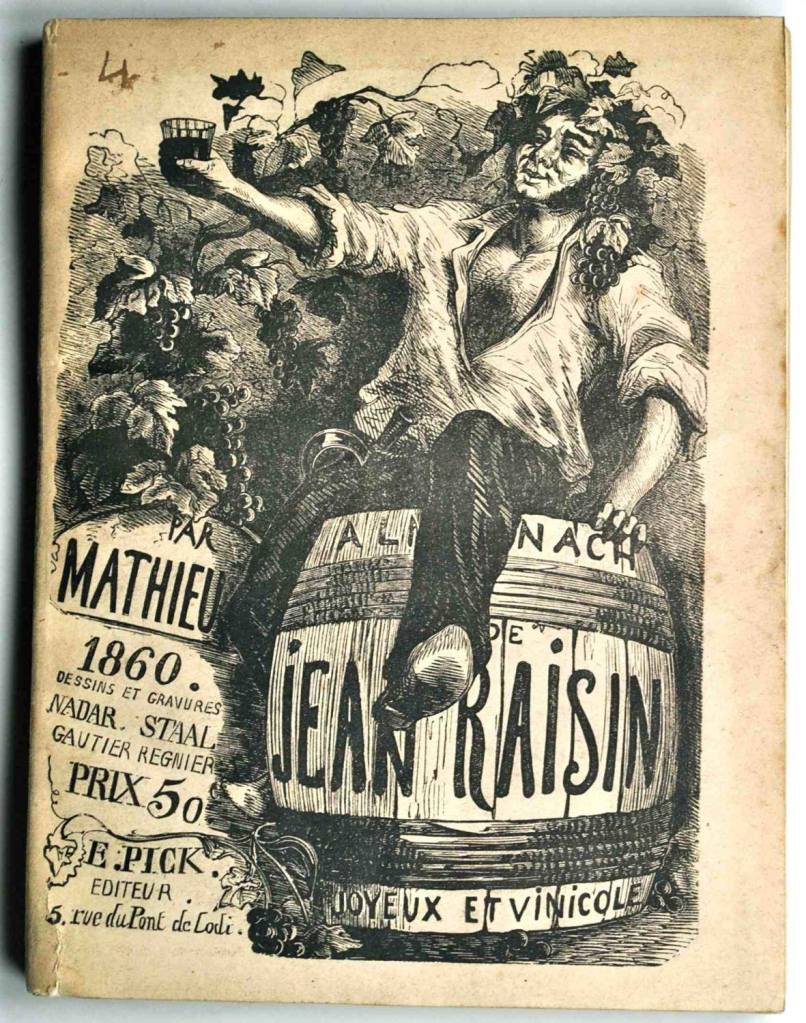 4
PAR
MATHIEU
1860.
DESSINS ET GRAVURES
NADAR. STAAL
GAUTIER REGNIER
PRIX 50
E. PICK.
EDITEUR.
5. rue du Pont de Lodi.
ALMNACH
DE
JEAN RAISIN
JOYEUX ET VINICOLE